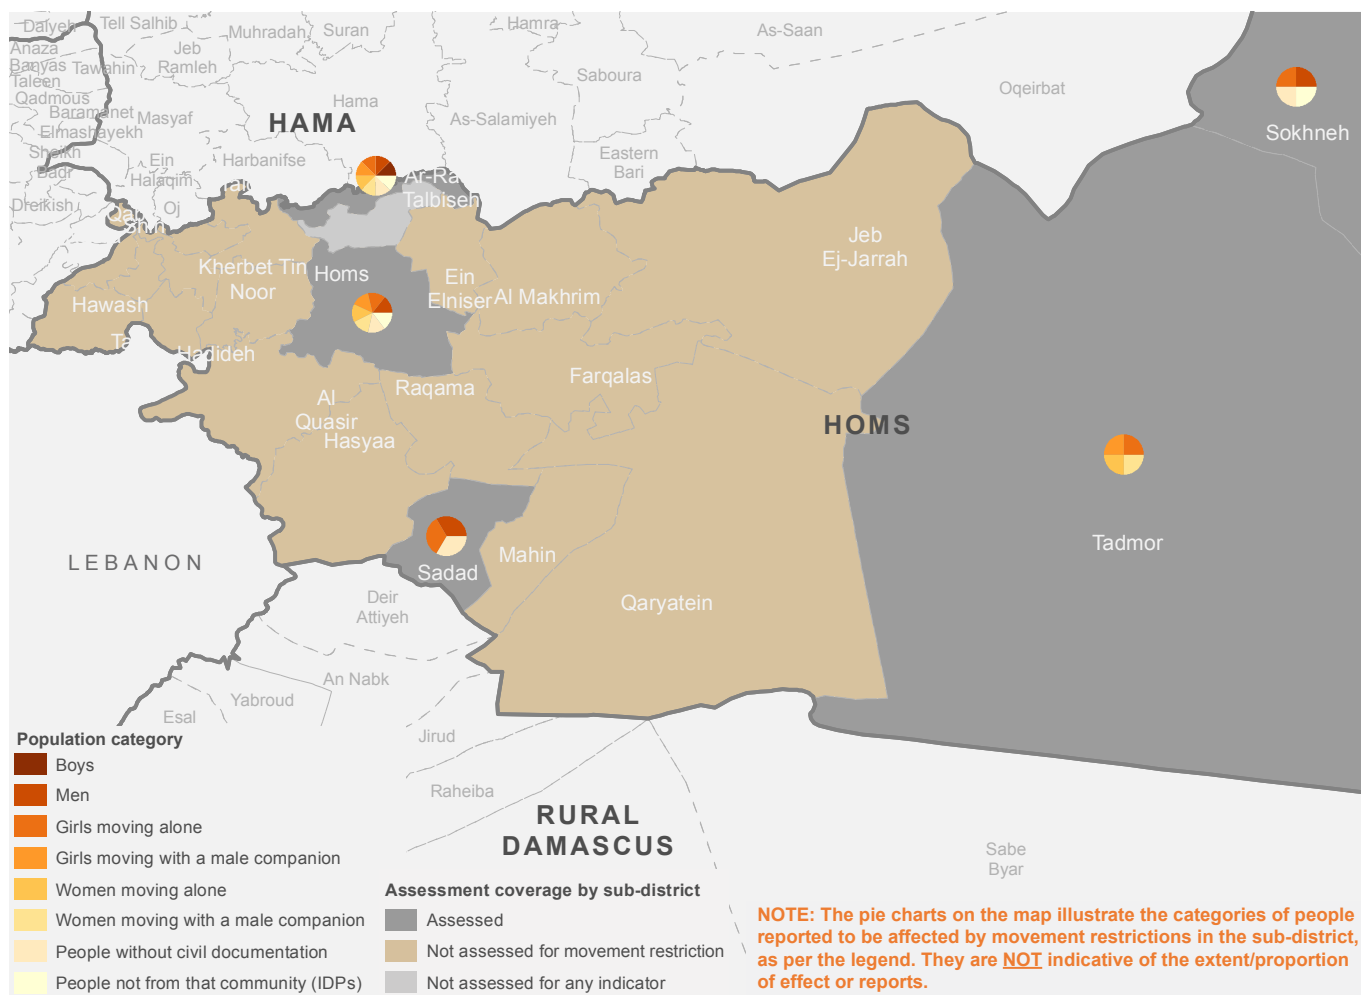 Dalyeh
Tell Salhib
Muhradah
Suran
Hamra
As-Saan
Anaza
Banyas
Tawahin
Jeb
Ramleh
Taleen
Saboura
Qadmous
Hama
Oqeirbat
Sokhneh
Baramanet
Elmashayekh
Masyaf
HAMA
As-Salamiyeh
Sheikh
Badr
Ein
Halaqim
Harbanifse
Eastern
Bari
Ar-Ra
Talbiseh
Dreikish
Oj
Shin
Kherbet Tin
Noor
Homs
Ein
Elniser
Al Makhrim
Jeb
Ej-Jarrah
Hawash
Hadideh
Raqama
Farqalas
Al
Quasir
Hasyaa
HOMS
Tadmor
LEBANON
Sadad
Mahin
Qaryatein
Deir
Attiyeh
An Nabk
Yabroud
Esal
Jirud
Raheiba
RURAL
DAMASCUS
Sabe
Byar
Population category
Boys
Men
Girls moving alone
Girls moving with a male companion
Women moving alone
Women moving with a male companion
People without civil documentation
People not from that community (IDPs)
Assessment coverage by sub-district
Assessed
Not assessed for movement restriction
Not assessed for any indicator
NOTE: The pie charts on the map illustrate the categories of people
reported to be affected by movement restrictions in the sub-district,
as per the legend. They are NOT indicative of the extent/proportion
of effect or reports.